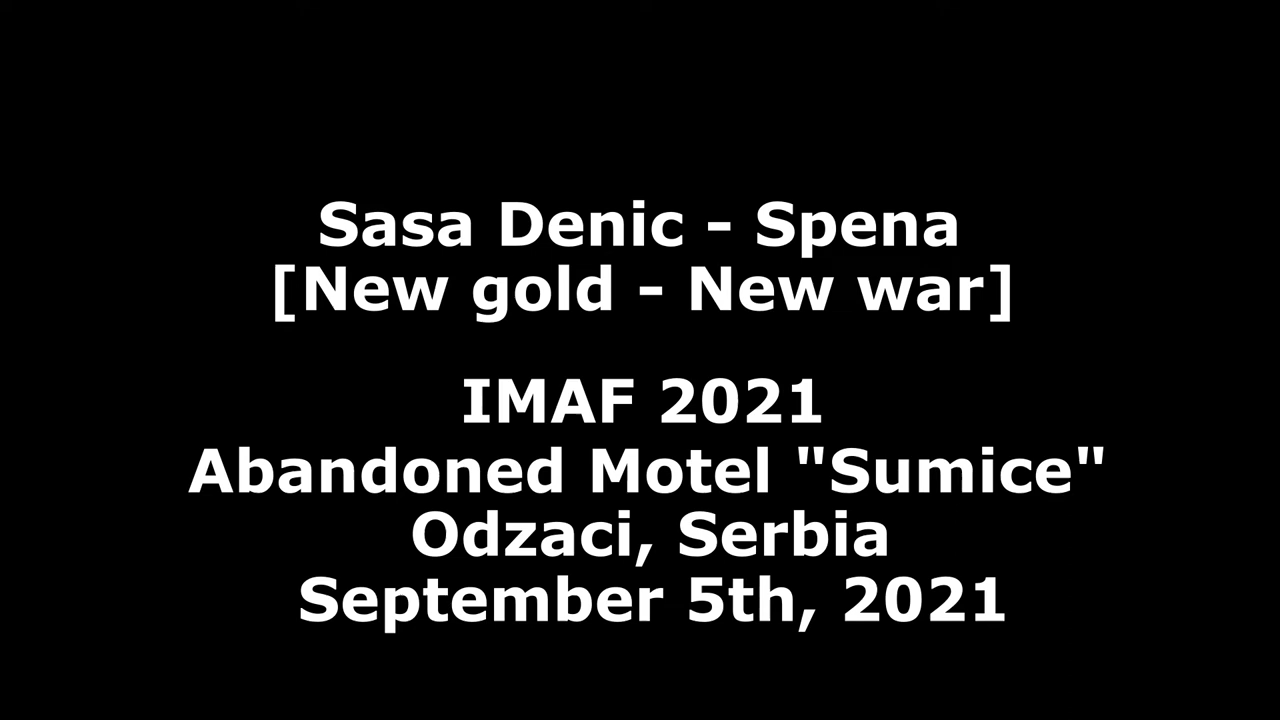 Sasa Denic - Spena
[New gold - New war]
IMAF 2021
Abandoned Motel "Sumice"
Odzaci, Serbia
September 5th, 2021